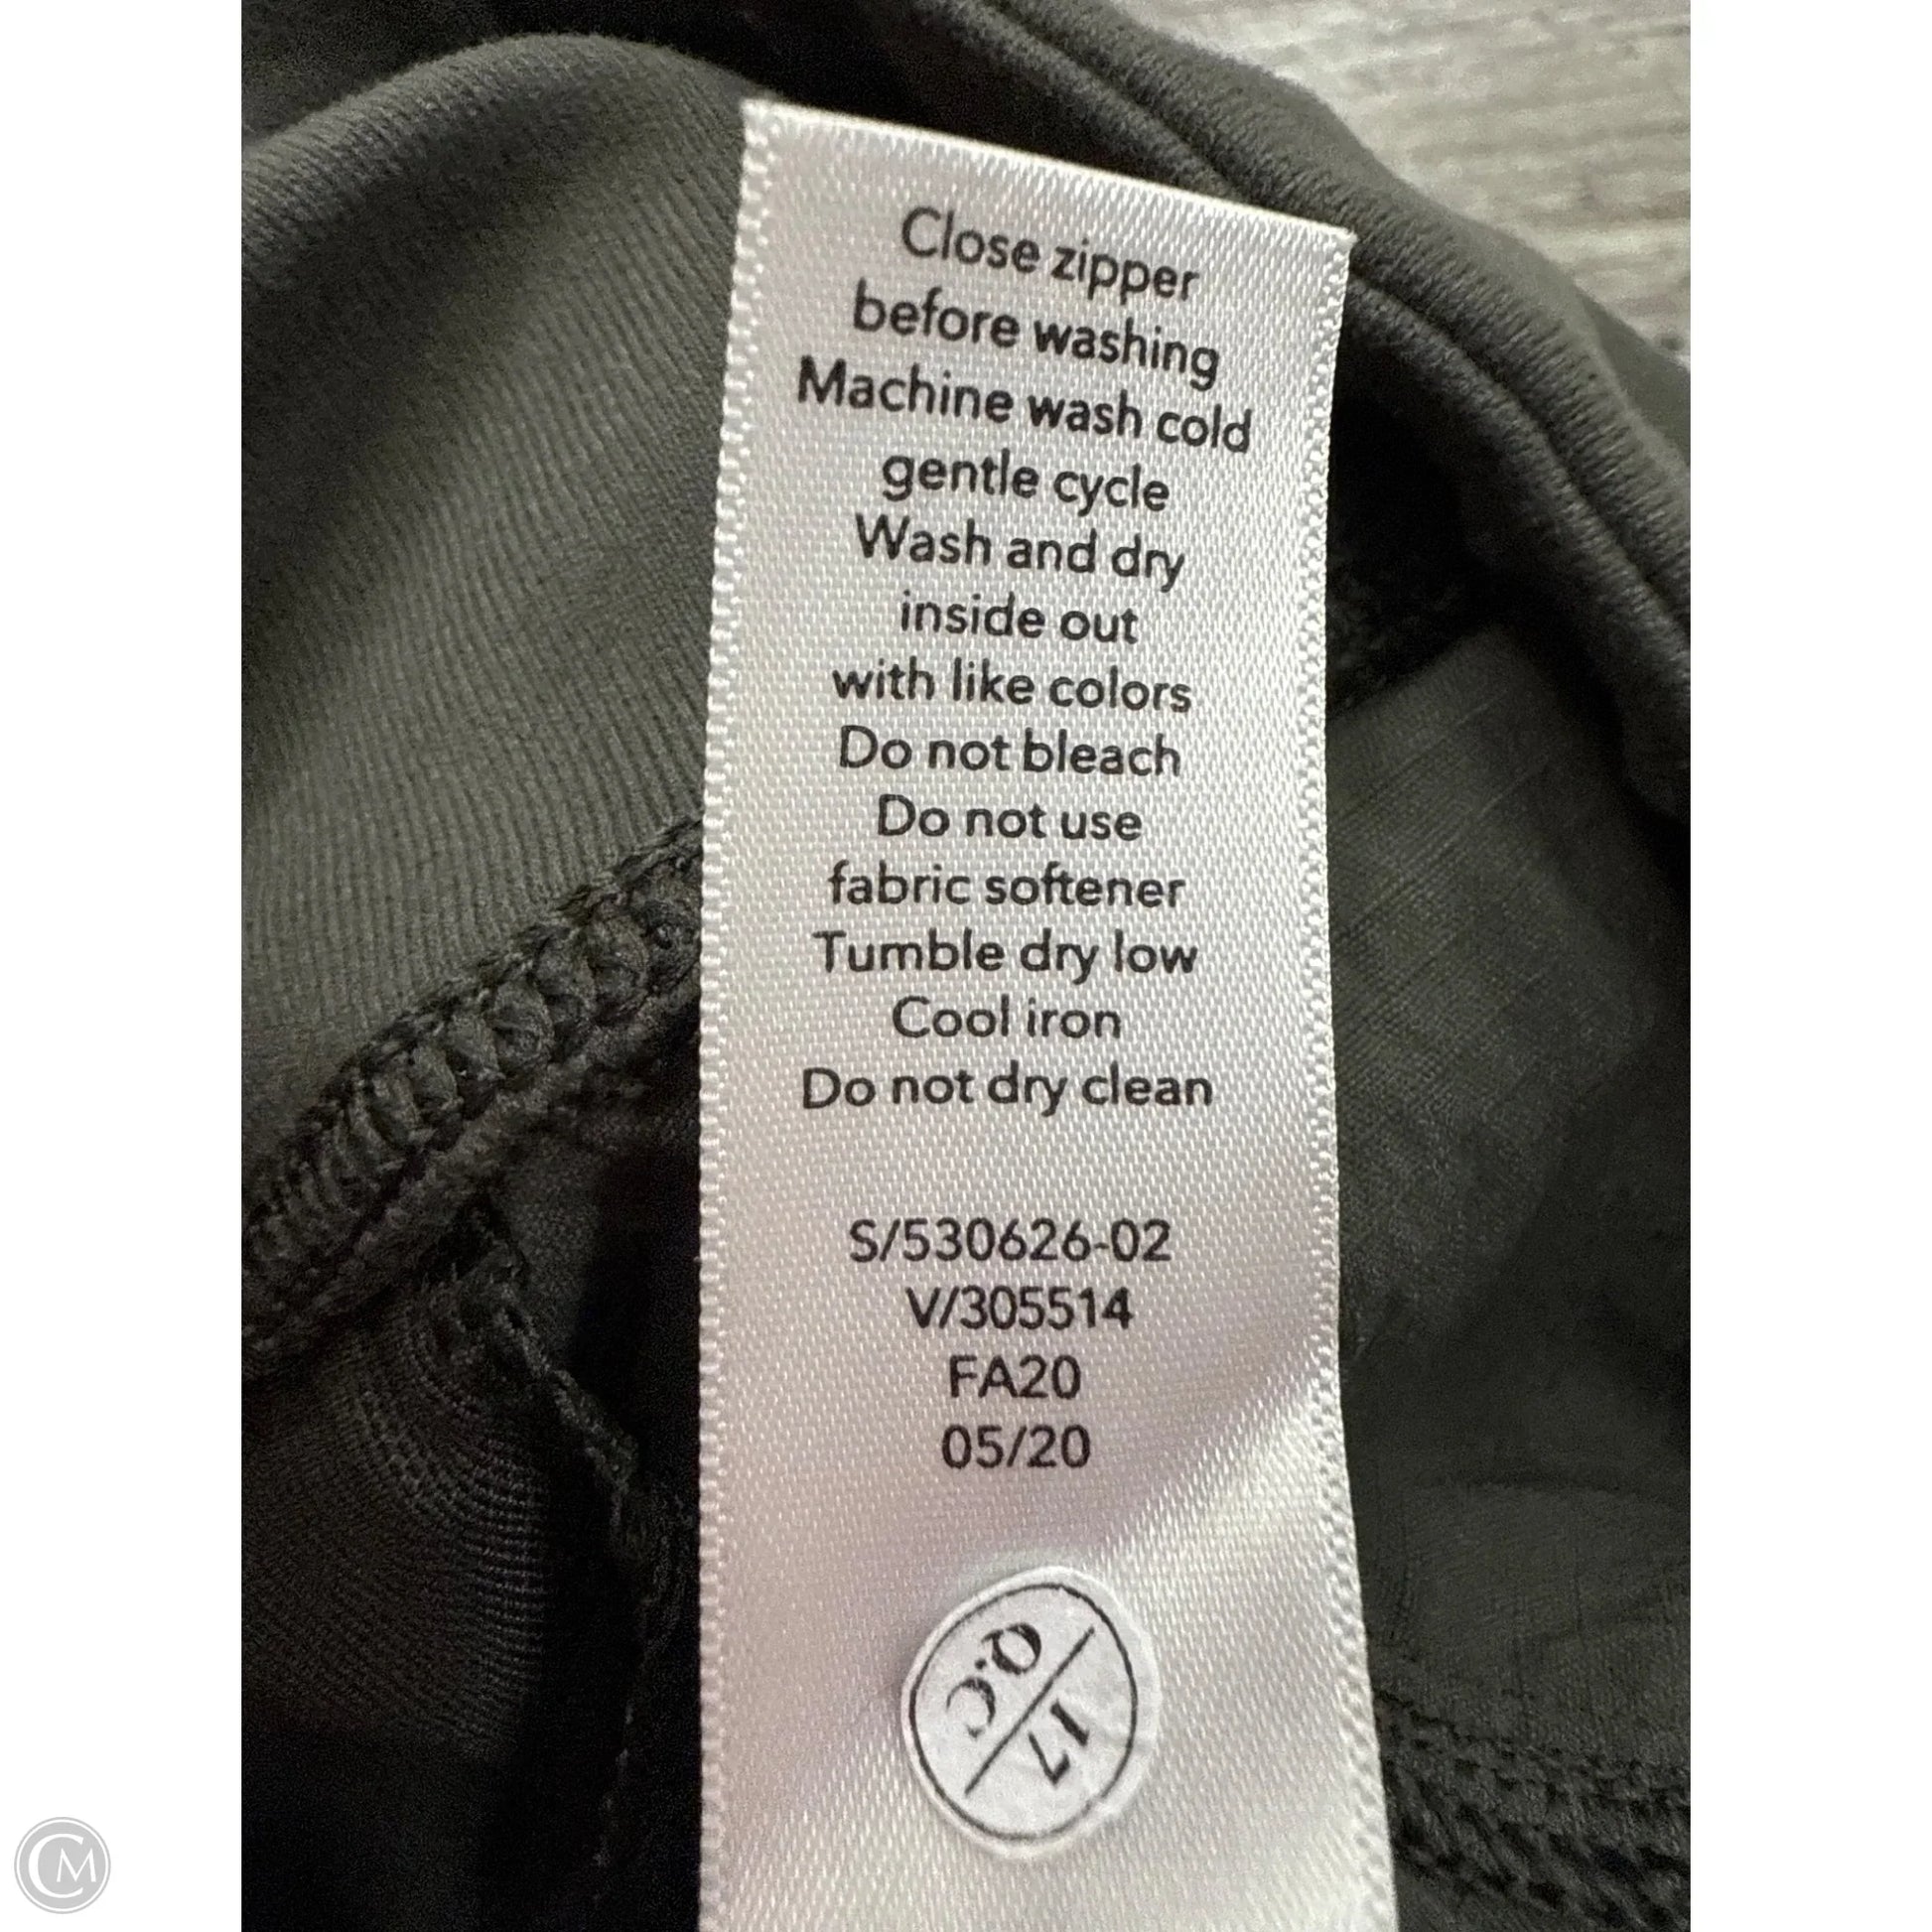 Close zipper
before washing
Machine wash cold
gentle cycle
Wash and dry
inside out
with like colors
Do not bleach
Do not use
fabric softener
Tumble dry low
Cool iron
Do not dry clean
S/530626-02
V/305514
FA20
05/20
Q.C
17
CM